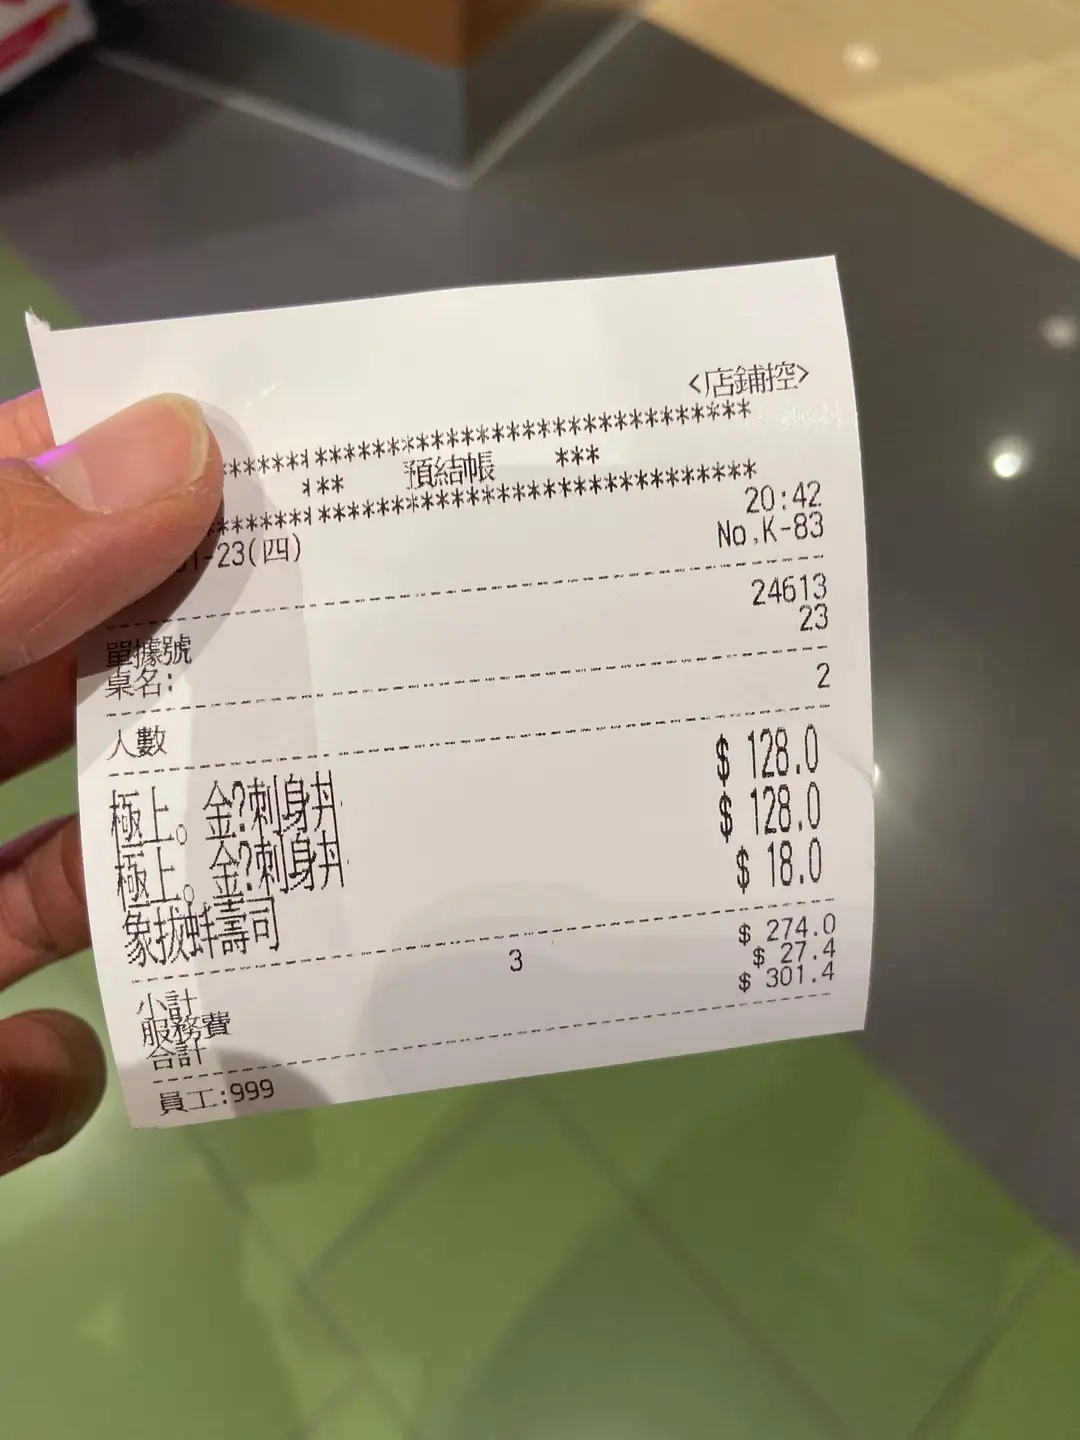 <店鋪控>
************************************
*** 預結帳 ***
************************************
-23(四) 20:42
No.K-83
單據號 24613
桌名: 23
人數 2
極上。金?刺身丼 $ 128.0
極上。金?刺身丼 $ 128.0
象拔蚌壽司 $ 18.0
小計 3 $ 274.0
服務費 $ 27.4
合計 $ 301.4
員工:999